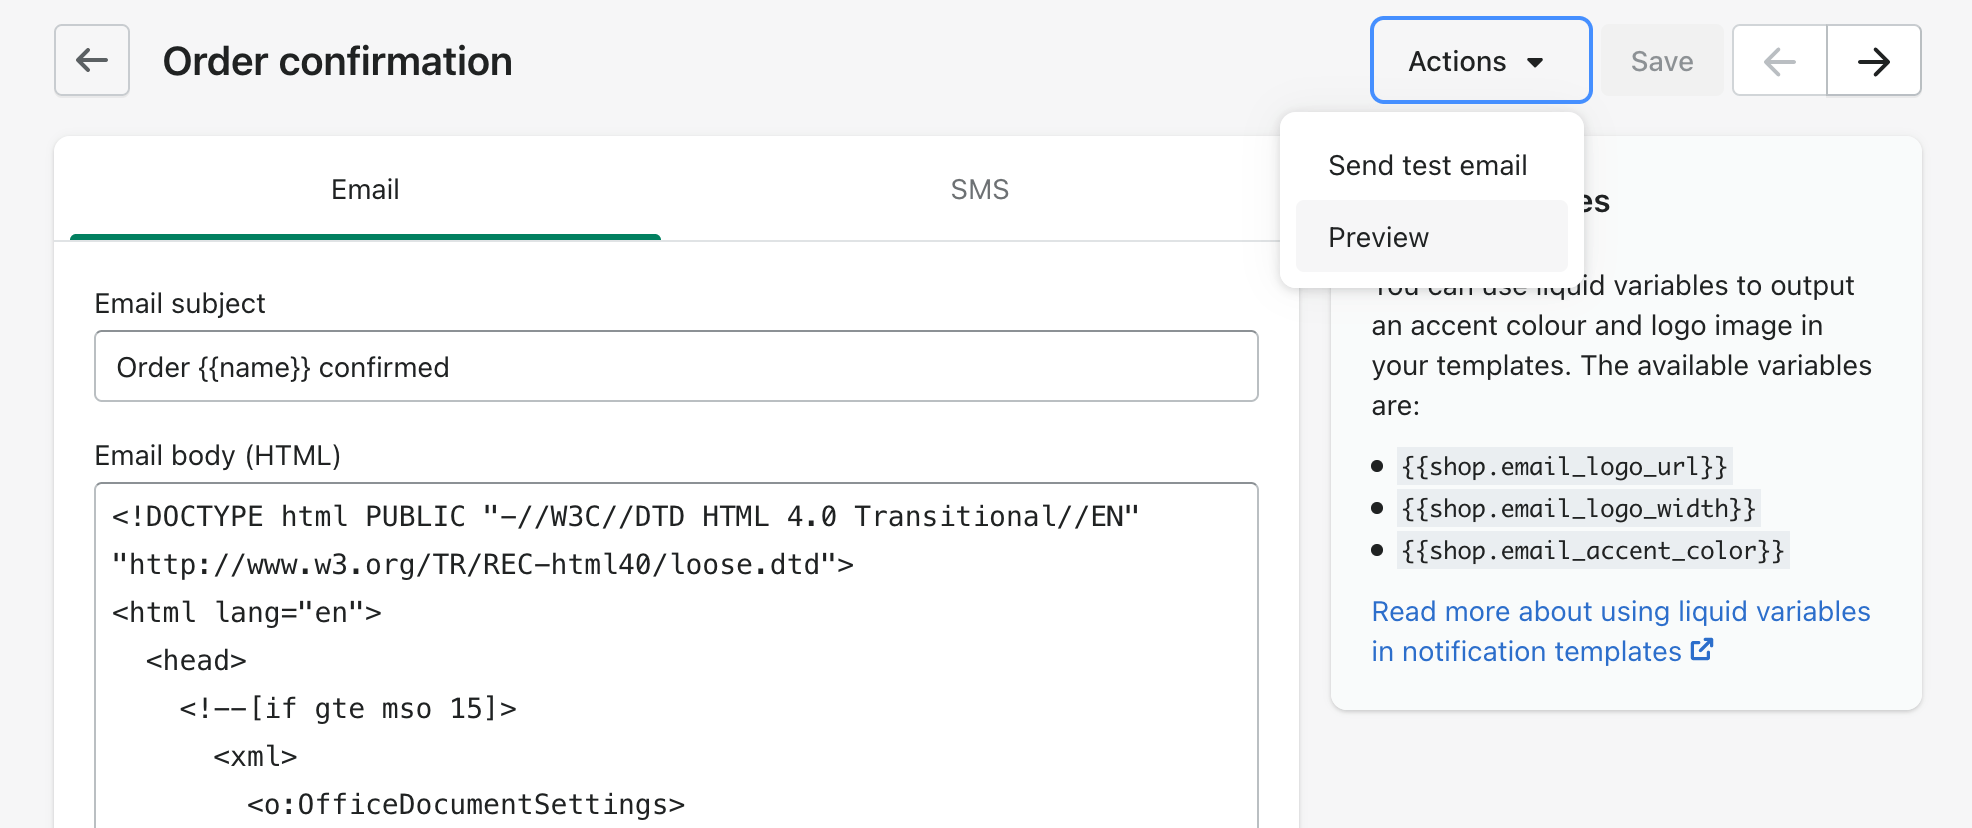 Order confirmation
Actions
Save
Send test email
Preview
Email
SMS
Email subject
Order {{name}} confirmed
Email body (HTML)
<!DOCTYPE html PUBLIC "-//W3C//DTD HTML 4.0 Transitional//EN"
"http://www.w3.org/TR/REC-html40/loose.dtd">
<html lang="en">
<head>
<!--[if gte mso 15]>
<xml>
<o:OfficeDocumentSettings>
es
You can use liquid variables to output
an accent colour and logo image in
your templates. The available variables
are:
{{shop.email_logo_url}}
{{shop.email_logo_width}}
{{shop.email_accent_color}}
Read more about using liquid variables
in notification templates